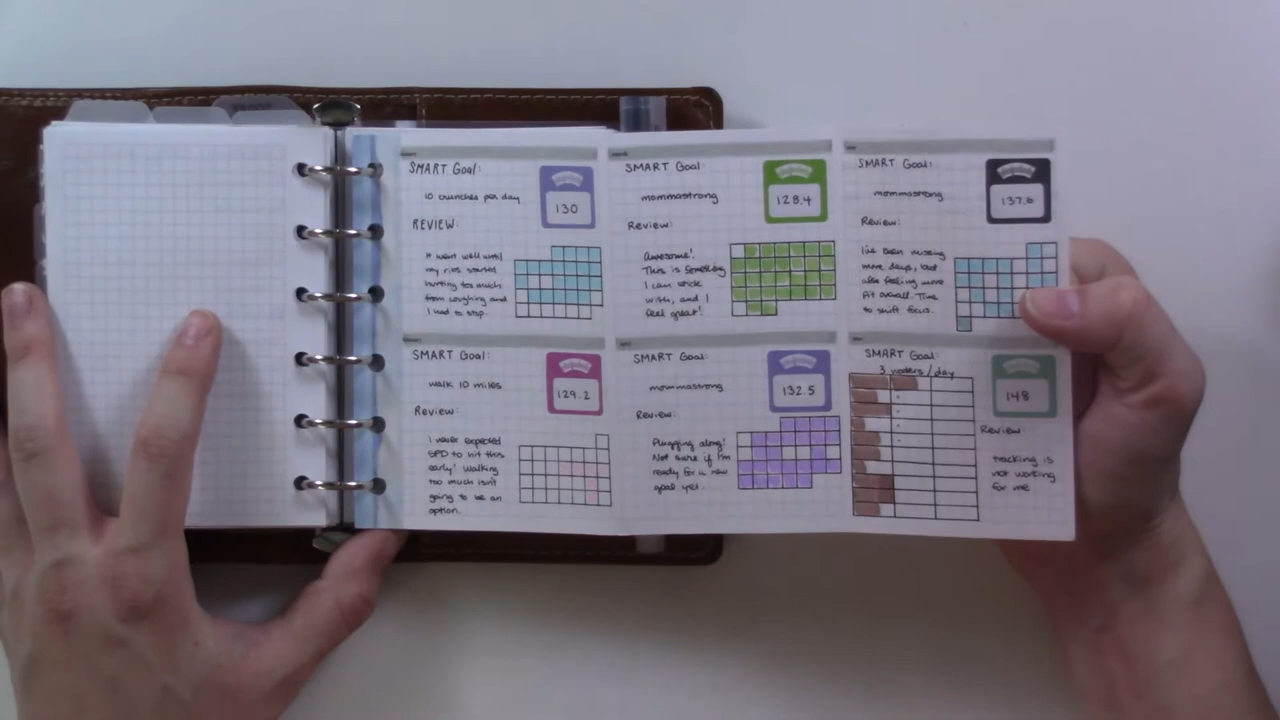 SMART Goal:
10 crunches per day
130
REVIEW:
It went well until
my ribs started
hurting too much
from coughing and
I had to stop.
SMART Goal:
walk 10 miles
129.2
Review:
I never expected
SPD to hit this
early! Walking
too much isn't
going to be an
option.
SMART Goal:
mommastrong
128.4
Review:
Awesome!
This is something
I can stick
with, and I
feel great!
SMART Goal:
mommastrong
132.5
Review:
Plugging along!
Not sure if I'm
ready for a new
goal yet.
SMART Goal:
mommastrong
137.6
Review:
I've been missing
more days, but
also feeling more
fit overall. Time
to shift focus.
SMART Goal:
3 waters / day
148
Review:
tracking is
not working
for me